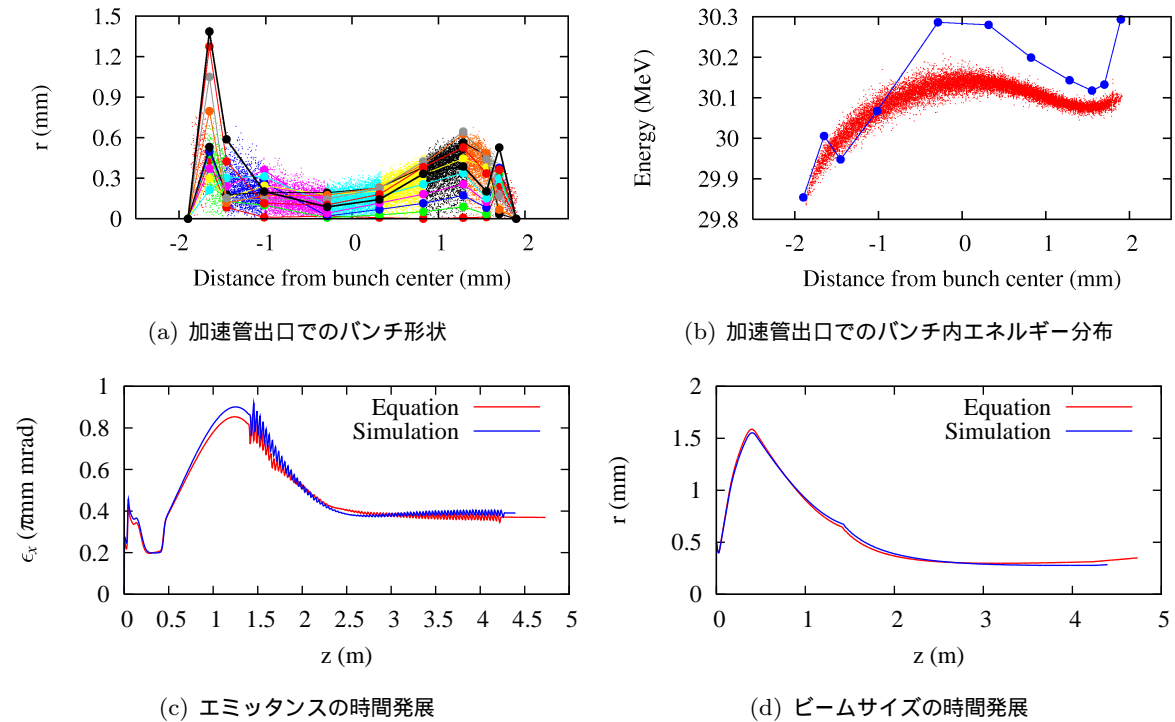 1.5
1.2
0.9
0.6
0.3
0
r (mm)
-2 -1 0 1 2
Distance from bunch center (mm)
(a) 加速管出口でのバンチ形状
30.3
30.2
30.1
30
29.9
29.8
Energy (MeV)
-2 -1 0 1 2
Distance from bunch center (mm)
(b) 加速管出口でのバンチ内エネルギー分布
1
0.8
0.6
0.4
0.2
0
ϵx (πmm mrad)
Equation
Simulation
0 0.5 1 1.5 2 2.5 3 3.5 4 4.5 5
z (m)
(c) エミッタンスの時間発展
2
1.5
1
0.5
0
r (mm)
Equation
Simulation
0 1 2 3 4 5
z (m)
(d) ビームサイズの時間発展